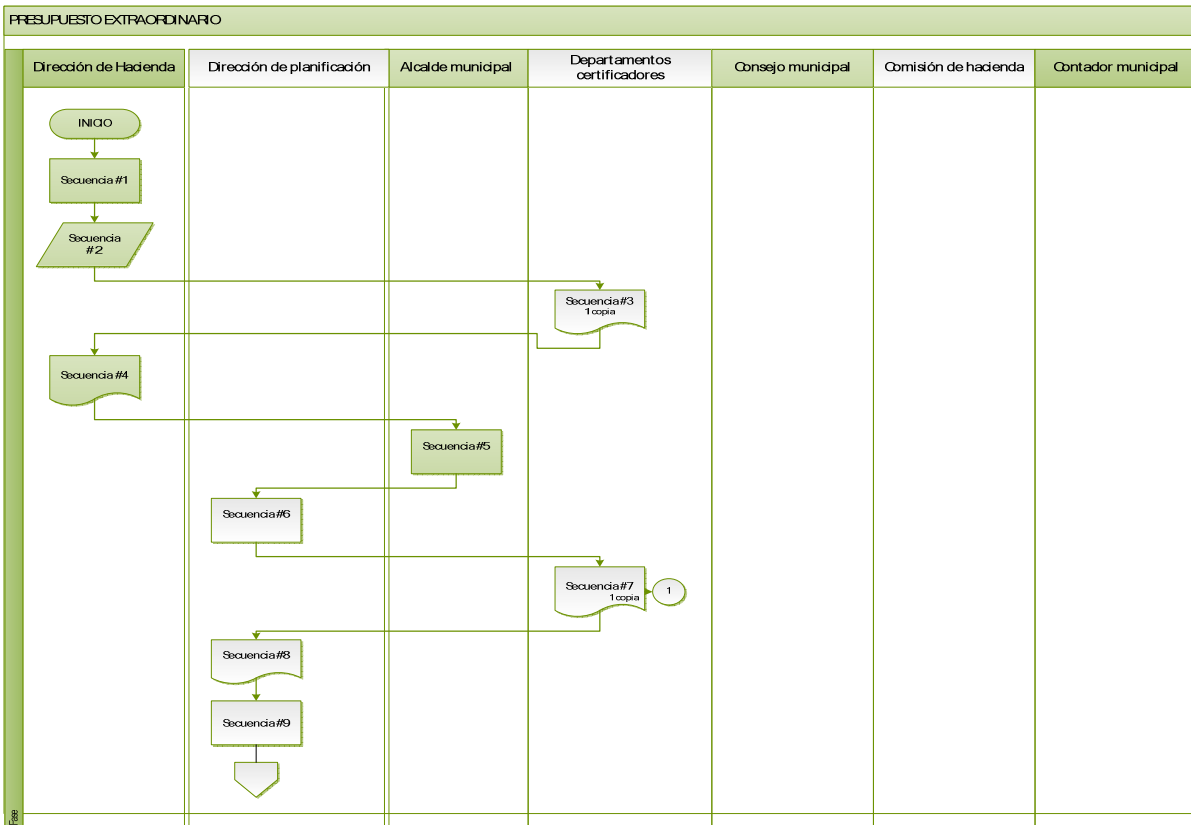 PRESUPUESTO EXTRAORDINARIO
Dirección de Hacienda
Dirección de planificación
Alcalde municipal
Departamentos
certificadores
Consejo municipal
Comisión de hacienda
Contador municipal
INICIO
Secuencia #1
Secuencia
#2
Secuencia #3
1 copia
Secuencia #4
Secuencia #5
Secuencia #6
Secuencia #7
1 copia
1
Secuencia #8
Secuencia #9
Fase